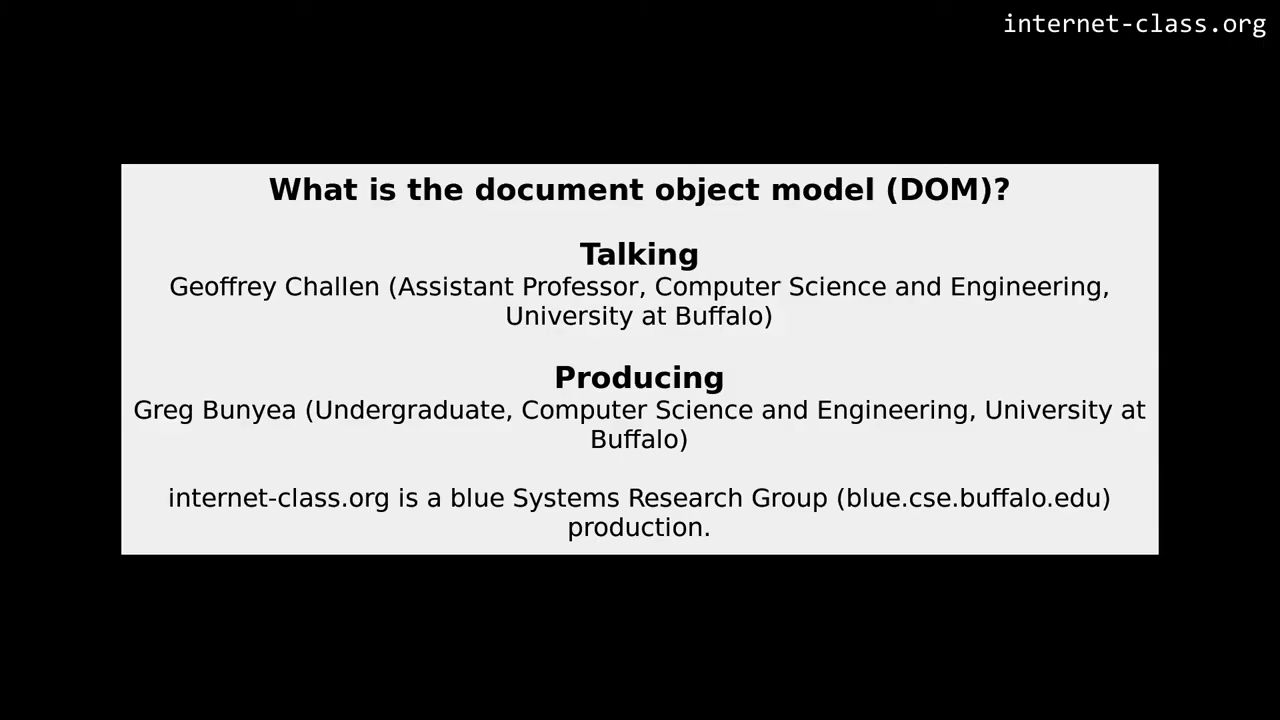 internet-class.org
What is the document object model (DOM)?
Talking
Geoffrey Challen (Assistant Professor, Computer Science and Engineering,
University at Buffalo)
Producing
Greg Bunyea (Undergraduate, Computer Science and Engineering, University at
Buffalo)
internet-class.org is a blue Systems Research Group (blue.cse.buffalo.edu)
production.